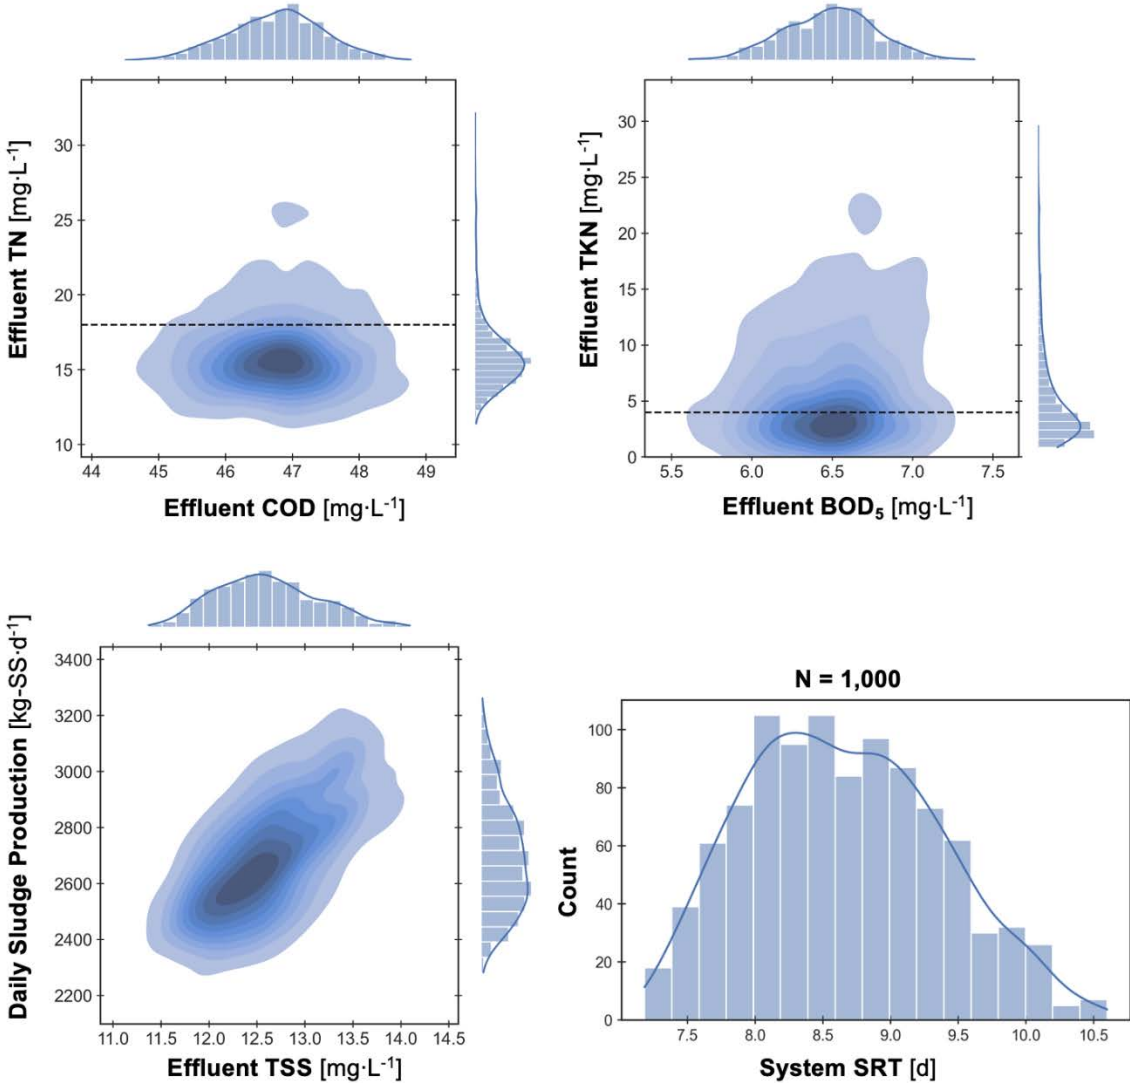 Effluent TN [mg·L⁻¹]
30
25
20
15
10
44 45 46 47 48 49
Effluent COD [mg·L⁻¹]
Effluent TKN [mg·L⁻¹]
30
25
20
15
10
5
0
5.5 6.0 6.5 7.0 7.5
Effluent BOD₅ [mg·L⁻¹]
Daily Sludge Production [kg-SS·d⁻¹]
3400
3200
3000
2800
2600
2400
2200
11.0 11.5 12.0 12.5 13.0 13.5 14.0 14.5
Effluent TSS [mg·L⁻¹]
N = 1,000
Count
100
80
60
40
20
0
7.5 8.0 8.5 9.0 9.5 10.0 10.5
System SRT [d]